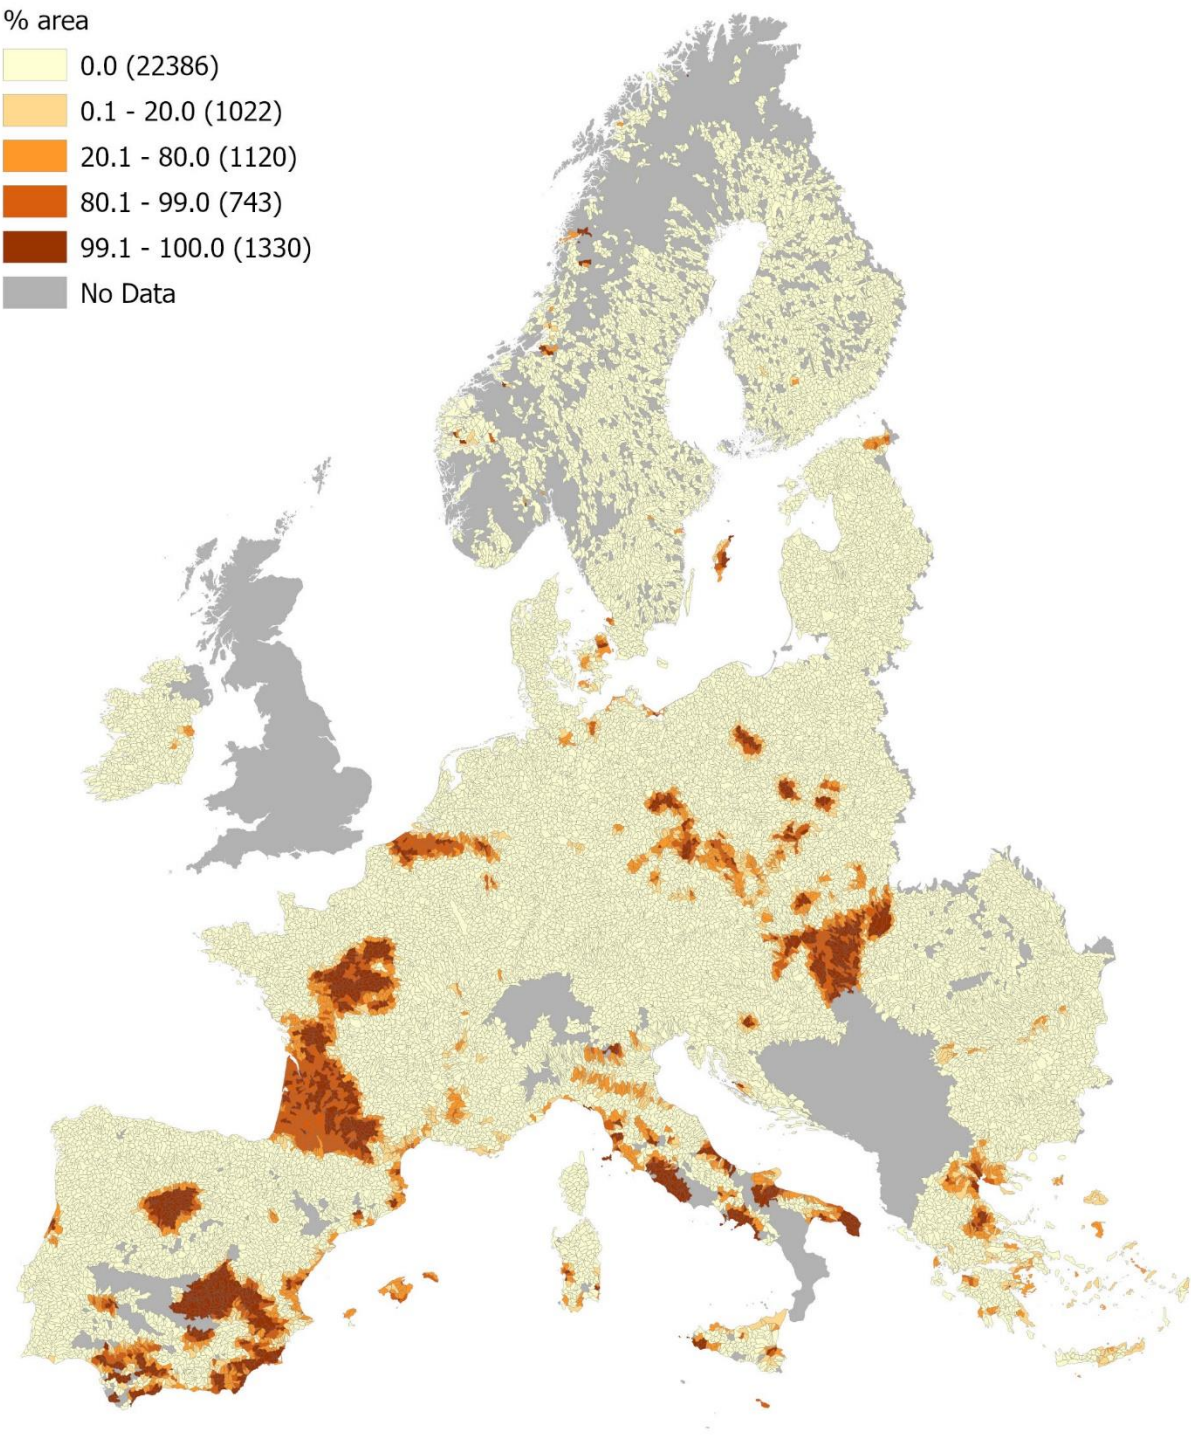 % area
0.0 (22386)
0.1 - 20.0 (1022)
20.1 - 80.0 (1120)
80.1 - 99.0 (743)
99.1 - 100.0 (1330)
No Data